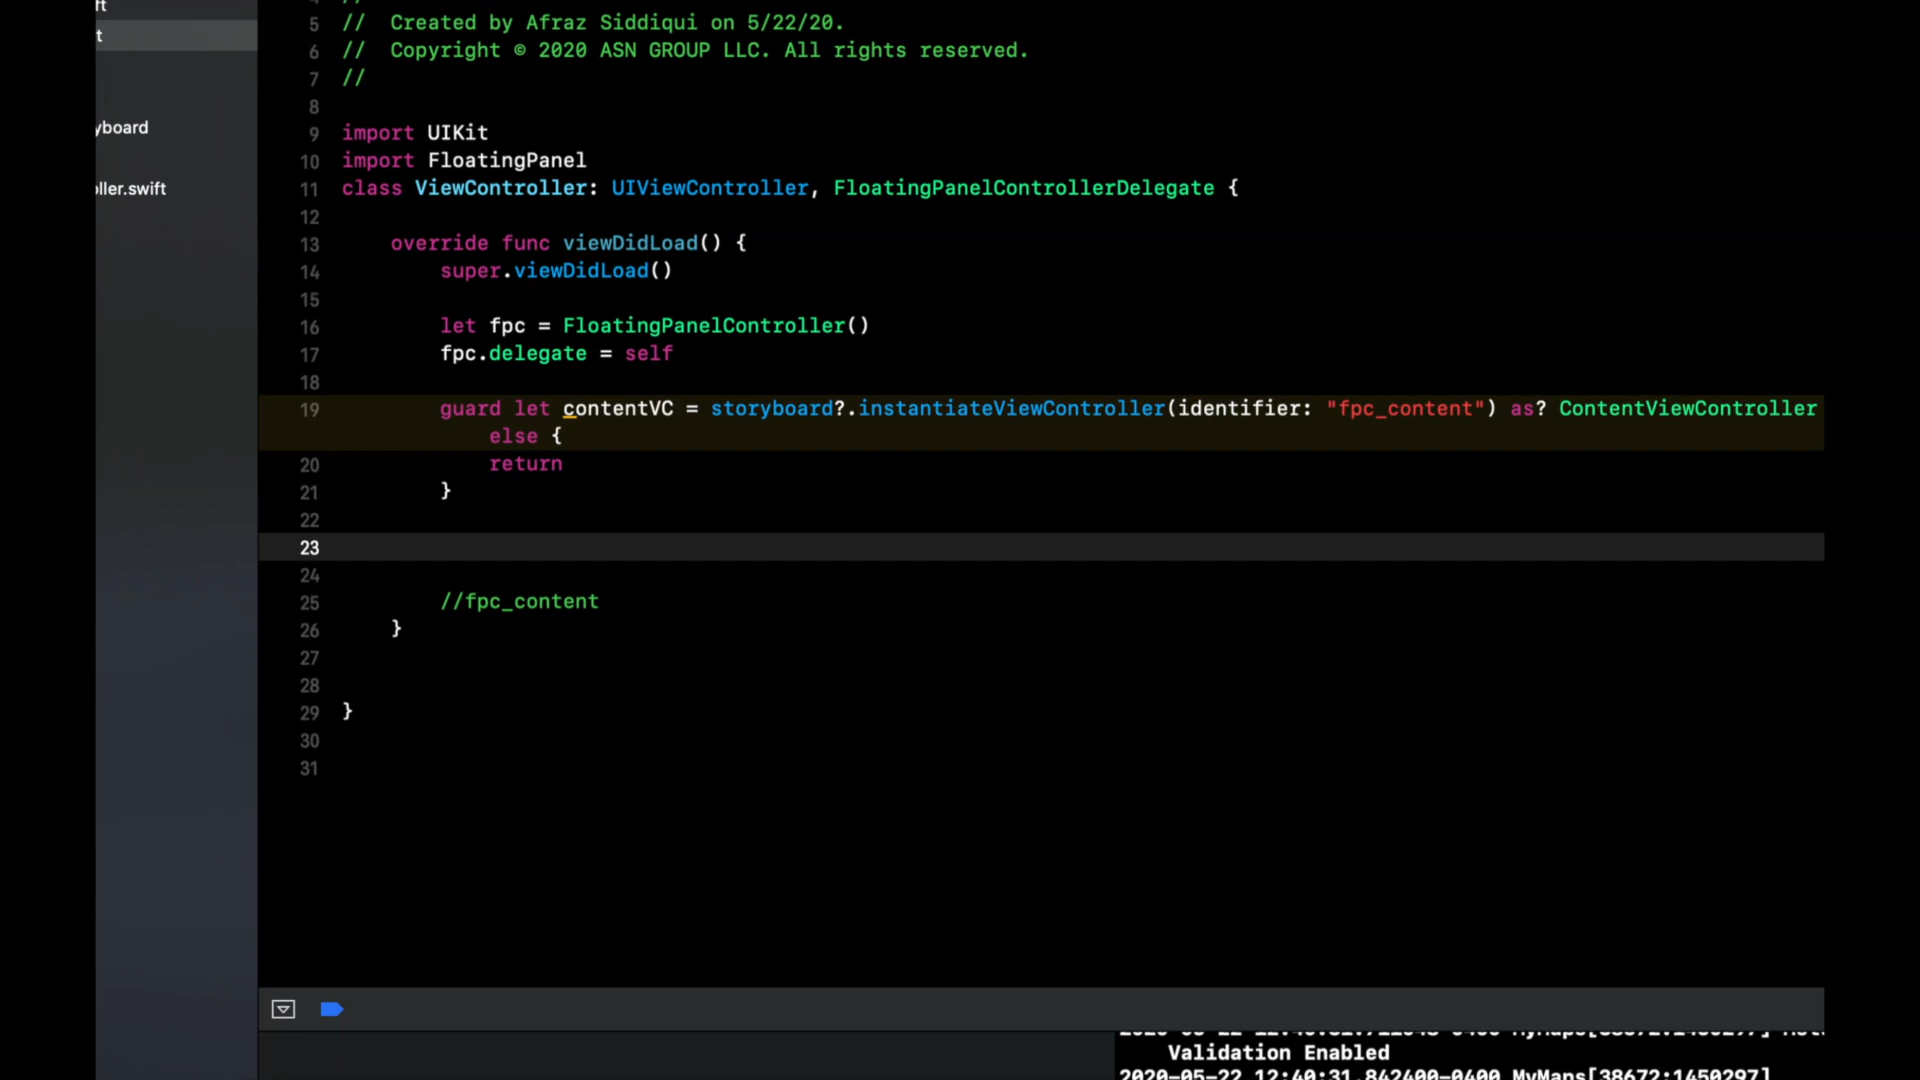 ft
t
yboard
oller.swift
5 // Created by Afraz Siddiqui on 5/22/20.
6 // Copyright © 2020 ASN GROUP LLC. All rights reserved.
7 //
8
9 import UIKit
10 import FloatingPanel
11 class ViewController: UIViewController, FloatingPanelControllerDelegate {
12
13 override func viewDidLoad() {
14 super.viewDidLoad()
15
16 let fpc = FloatingPanelController()
17 fpc.delegate = self
18
19 guard let contentVC = storyboard?.instantiateViewController(identifier: "fpc_content") as? ContentViewController
else {
20 return
21 }
22
23
24
25 //fpc_content
26 }
27
28
29 }
30
31
Validation Enabled
2020-05-22 12:40:31.842400-0400 MyMaps[38672:1450297]